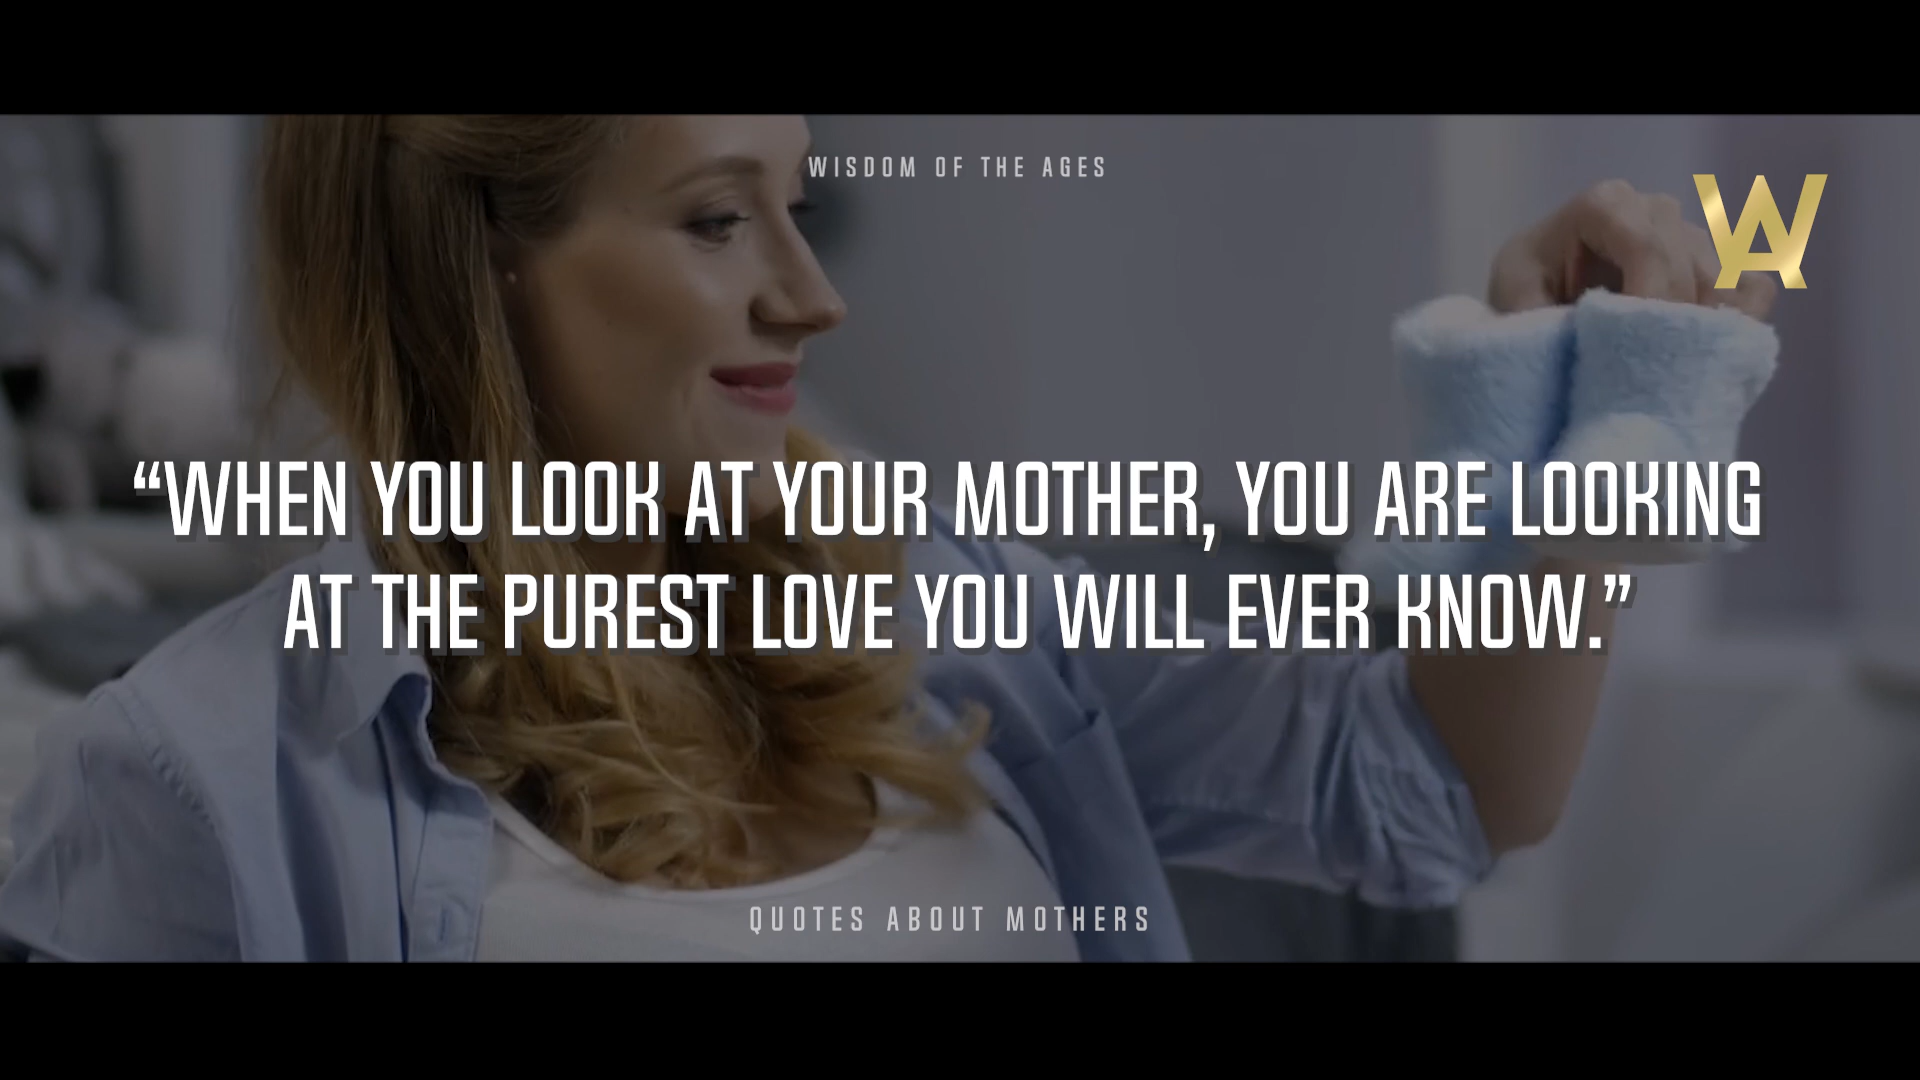 WISDOM OF THE AGES
WA
“WHEN YOU LOOK AT YOUR MOTHER, YOU ARE LOOKING
AT THE PUREST LOVE YOU WILL EVER KNOW.”
QUOTES ABOUT MOTHERS